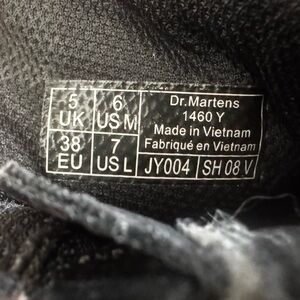 5 UK
6 US M
38 EU
7 US L
Dr.Martens
1460 Y
Made in Vietnam
Fabriqué en Vietnam
JY004
SH 08 V